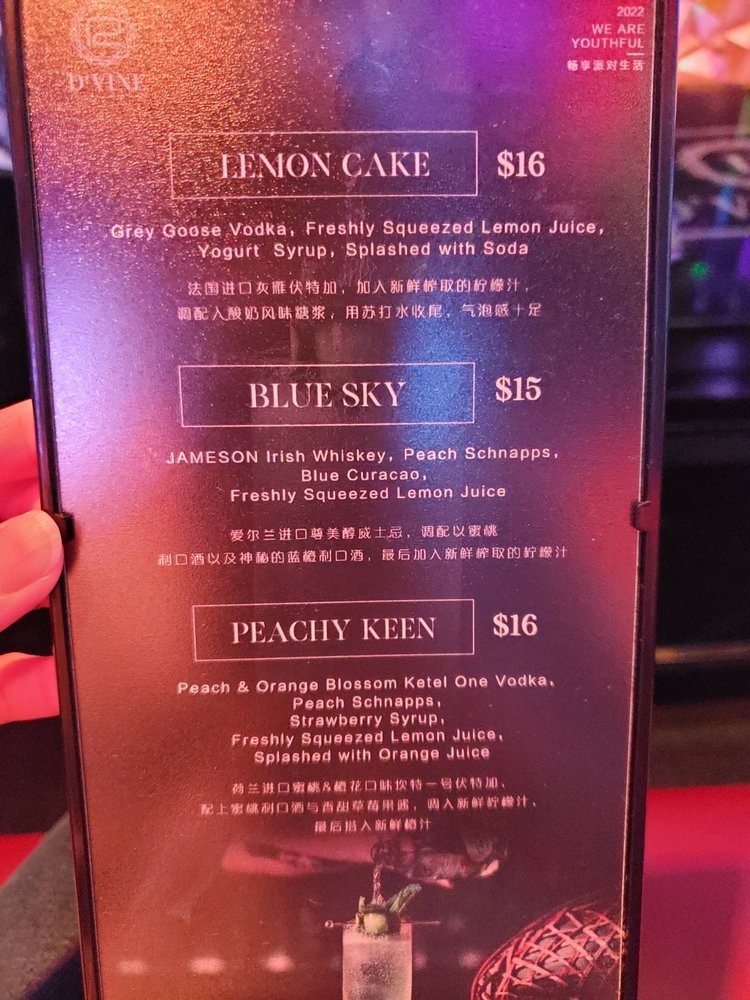 D'VINE
2022
WE ARE
YOUTHFUL
畅享派对生活
LEMON CAKE $16
Grey Goose Vodka, Freshly Squeezed Lemon Juice,
Yogurt Syrup, Splashed with Soda
法国进口灰雁伏特加，加入新鲜榨取的柠檬汁，
调配入酸奶风味糖浆，用苏打水收尾，气泡感十足
BLUE SKY $15
JAMESON Irish Whiskey, Peach Schnapps,
Blue Curacao,
Freshly Squeezed Lemon Juice
爱尔兰进口尊美醇威士忌，调配以蜜桃
利口酒以及神秘的蓝橙利口酒，最后加入新鲜榨取的柠檬汁
PEACHY KEEN $16
Peach & Orange Blossom Ketel One Vodka,
Peach Schnapps,
Strawberry Syrup,
Freshly Squeezed Lemon Juice,
Splashed with Orange Juice
荷兰进口蜜桃&橙花口味坎特一号伏特加，
配上蜜桃利口酒与香甜草莓果酱，调入新鲜柠檬汁，
最后搭入新鲜橙汁